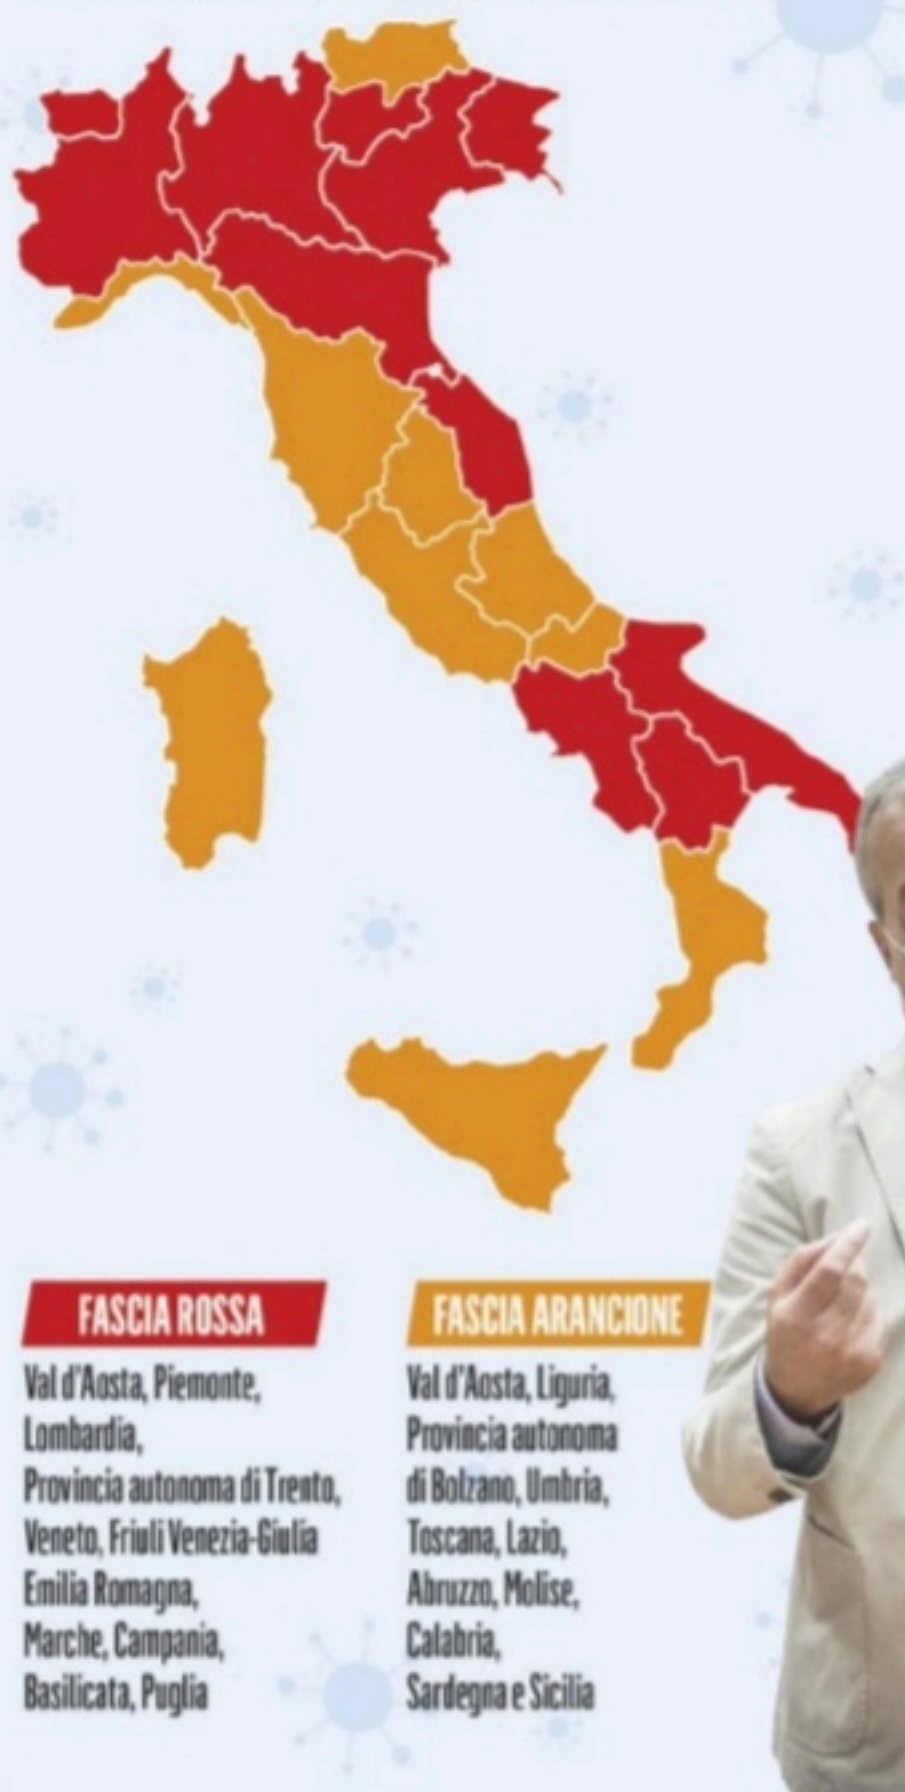 FASCIA ROSSA
Val d'Aosta, Piemonte,
Lombardia,
Provincia autonoma di Trento,
Veneto, Friuli Venezia-Giulia
Emilia Romagna,
Marche, Campania,
Basilicata, Puglia
FASCIA ARANCIONE
Val d'Aosta, Liguria,
Provincia autonoma
di Bolzano, Umbria,
Toscana, Lazio,
Abruzzo, Molise,
Calabria,
Sardegna e Sicilia